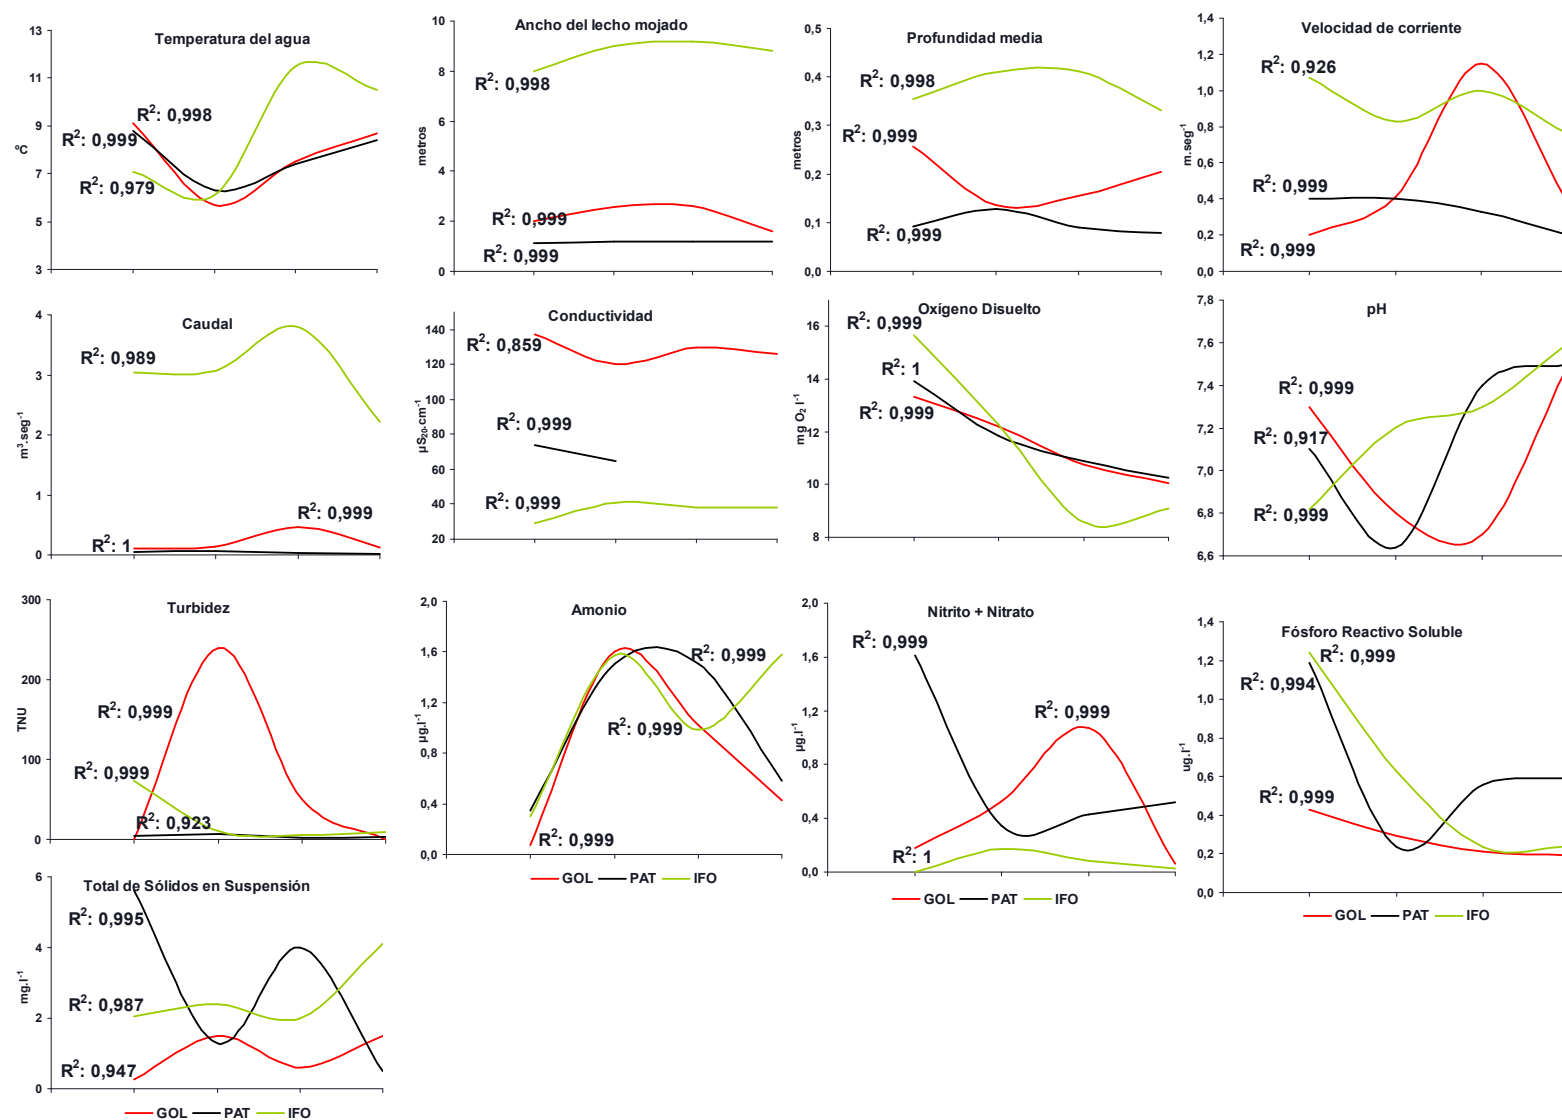 Temperatura del agua
13
11
9
7
5
3
ºC
R²: 0,998
R²: 0,999
R²: 0,979
Ancho del lecho mojado
10
8
6
4
2
0
metros
R²: 0,998
R²: 0,999
R²: 0,999
Profundidad media
0,5
0,4
0,3
0,2
0,1
0,0
metros
R²: 0,998
R²: 0,999
R²: 0,999
Velocidad de corriente
1,4
1,2
1,0
0,8
0,6
0,4
0,2
0,0
m.seg⁻¹
R²: 0,926
R²: 0,999
R²: 0,999
Caudal
4
3
2
1
0
m³.seg⁻¹
R²: 0,989
R²: 0,999
R²: 1
Conductividad
140
120
100
80
60
40
20
µS₂₀.cm⁻¹
R²: 0,859
R²: 0,999
R²: 0,999
Oxígeno Disuelto
16
14
12
10
8
mg O₂ l⁻¹
R²: 0,999
R²: 1
R²: 0,999
pH
7,8
7,6
7,4
7,2
7,0
6,8
6,6
R²: 0,999
R²: 0,917
R²: 0,999
Turbidez
300
200
100
0
TNU
R²: 0,999
R²: 0,999
R²: 0,923
Amonio
2,0
1,6
1,2
0,8
0,4
0,0
µg.l⁻¹
R²: 0,999
R²: 0,999
R²: 0,999
GOL PAT IFO
Nitrito + Nitrato
2,0
1,6
1,2
0,8
0,4
0,0
µg.l⁻¹
R²: 0,999
R²: 0,999
R²: 1
GOL PAT IFO
Fósforo Reactivo Soluble
1,4
1,2
1,0
0,8
0,6
0,4
0,2
0,0
ug.l⁻¹
R²: 0,999
R²: 0,994
R²: 0,999
GOL PAT IFO
Total de Sólidos en Suspensión
6
4
2
0
mg.l⁻¹
R²: 0,995
R²: 0,987
R²: 0,947
GOL PAT IFO